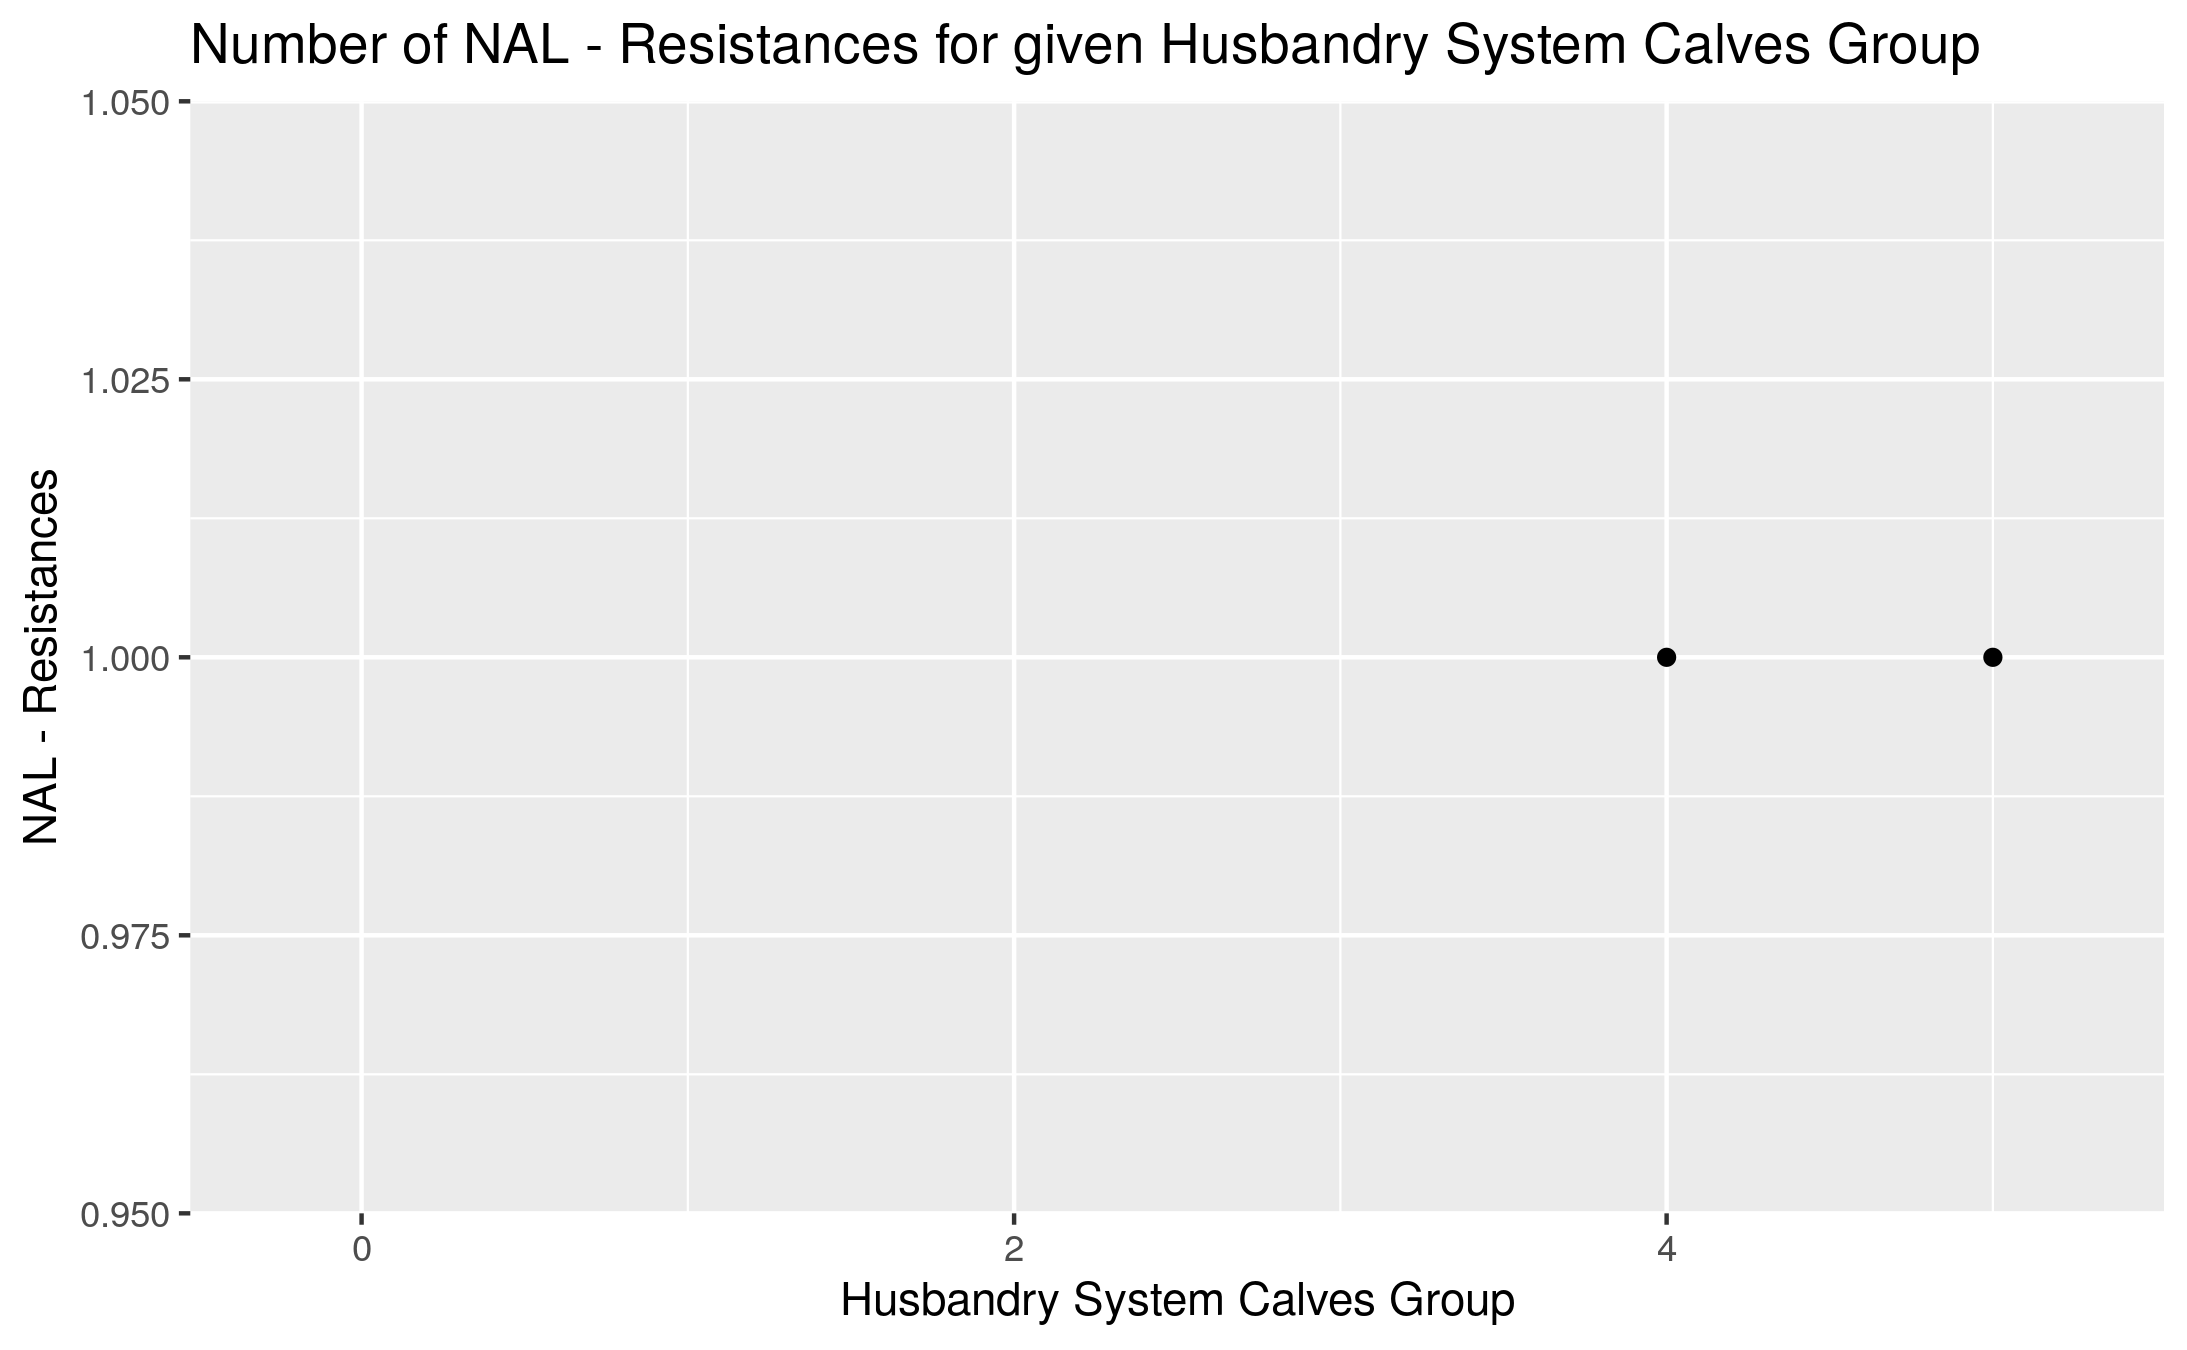 Number of NAL - Resistances for given Husbandry System Calves Group
1.050
1.025
1.000
0.975
0.950
NAL - Resistances
0 2 4
Husbandry System Calves Group